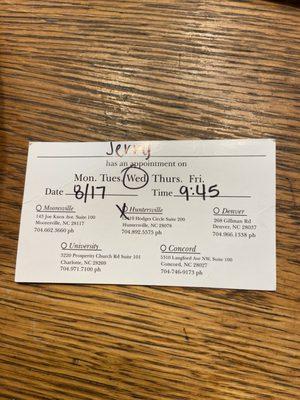 Jerry
has an appointment on
Mon. Tues. Wed. Thurs. Fri.
Date 8/17 Time 9:45
Mooresville
143 Joe Knox Ave. Suite 100
Mooresville, NC 28117
704.662.3660 ph
Huntersville
Hodges Circle Suite 200
Huntersville, NC 28078
704.892.5575 ph
Denver
268 Gillman Rd
Denver, NC 28037
704.966.1338 ph
University
3220 Prosperity Church Rd Suite 101
Charlotte, NC 28269
704.971.7100 ph
Concord
5510 Langford Ave NW. Suite 100
Concord, NC 28027
704-746-9173 ph